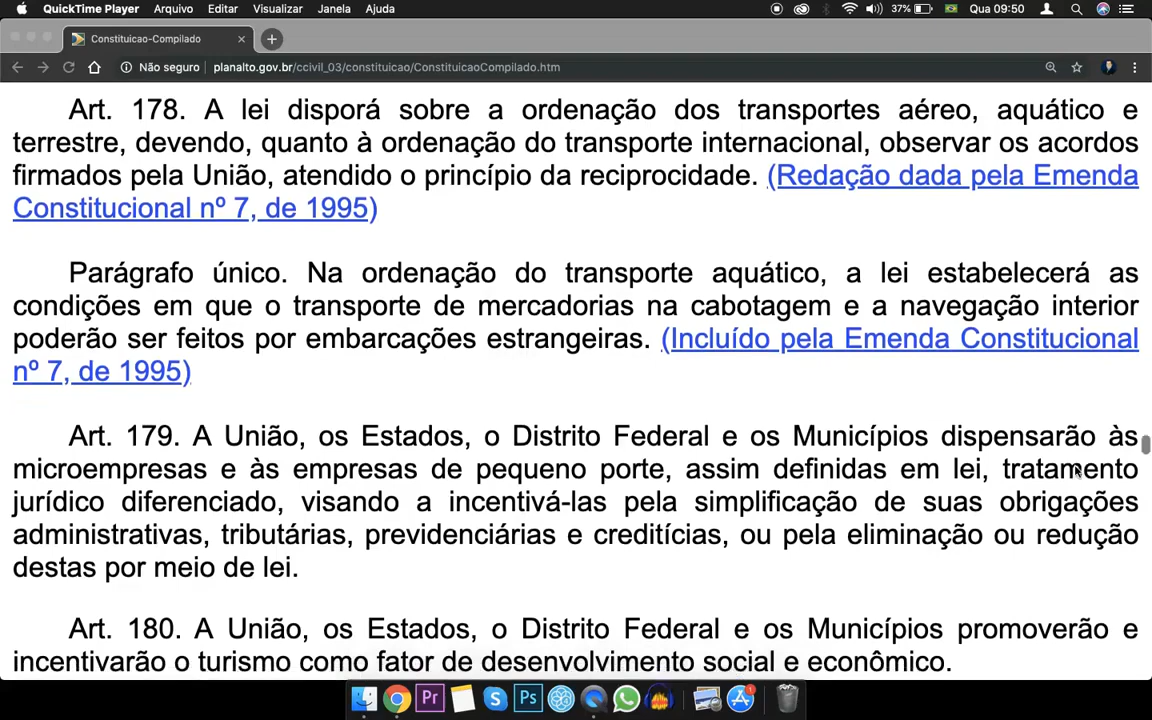 QuickTime Player Arquivo Editar Visualizar Janela Ajuda 37% Qua 09:50
Constituicao-Compilado
Não seguro planalto.gov.br/ccivil_03/constituicao/ConstituicaoCompilado.htm
Art. 178. A lei disporá sobre a ordenação dos transportes aéreo, aquático e
terrestre, devendo, quanto à ordenação do transporte internacional, observar os acordos
firmados pela União, atendido o princípio da reciprocidade. (Redação dada pela Emenda
Constitucional nº 7, de 1995)
Parágrafo único. Na ordenação do transporte aquático, a lei estabelecerá as
condições em que o transporte de mercadorias na cabotagem e a navegação interior
poderão ser feitos por embarcações estrangeiras. (Incluído pela Emenda Constitucional
nº 7, de 1995)
Art. 179. A União, os Estados, o Distrito Federal e os Municípios dispensarão às
microempresas e às empresas de pequeno porte, assim definidas em lei, tratamento
jurídico diferenciado, visando a incentivá-las pela simplificação de suas obrigações
administrativas, tributárias, previdenciárias e creditícias, ou pela eliminação ou redução
destas por meio de lei.
Art. 180. A União, os Estados, o Distrito Federal e os Municípios promoverão e
incentivarão o turismo como fator de desenvolvimento social e econômico.
Pr S Ps 1